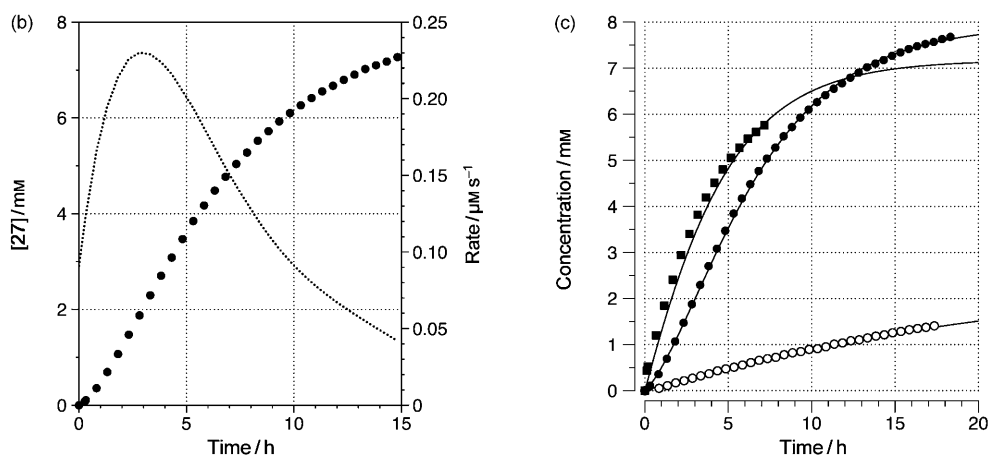 (b)
8
6
4
2
0
[27] / mM
0.25
0.20
0.15
0.10
0.05
0
Rate / μM s⁻¹
0 5 10 15
Time / h
(c)
8
7
6
5
4
3
2
1
0
Concentration / mM
0 5 10 15 20
Time / h